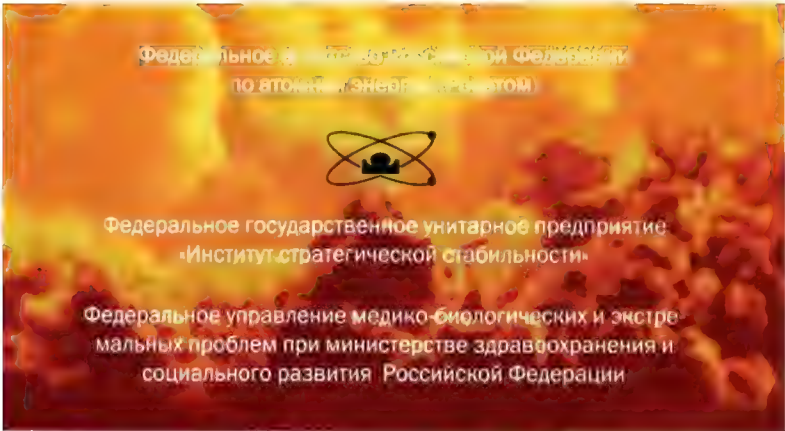 Федеральное Федерации
по
Федеральное государственное унитарное предприятие
«Институт стратегической стабильности»
Федеральное управление медико-биологических и экстре
мальных проблем при министерстве здравоохранения и
социального развития Российской Федерации